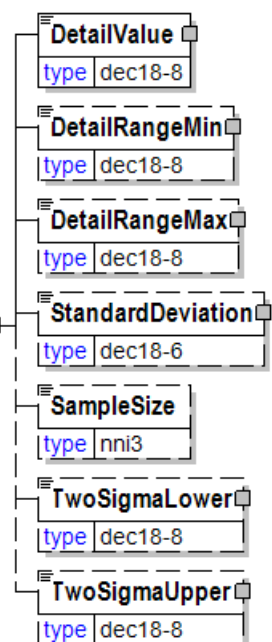 DetailValue
type dec18-8
DetailRangeMin
type dec18-8
DetailRangeMax
type dec18-8
StandardDeviation
type dec18-6
SampleSize
type nni3
TwoSigmaLower
type dec18-8
TwoSigmaUpper
type dec18-8